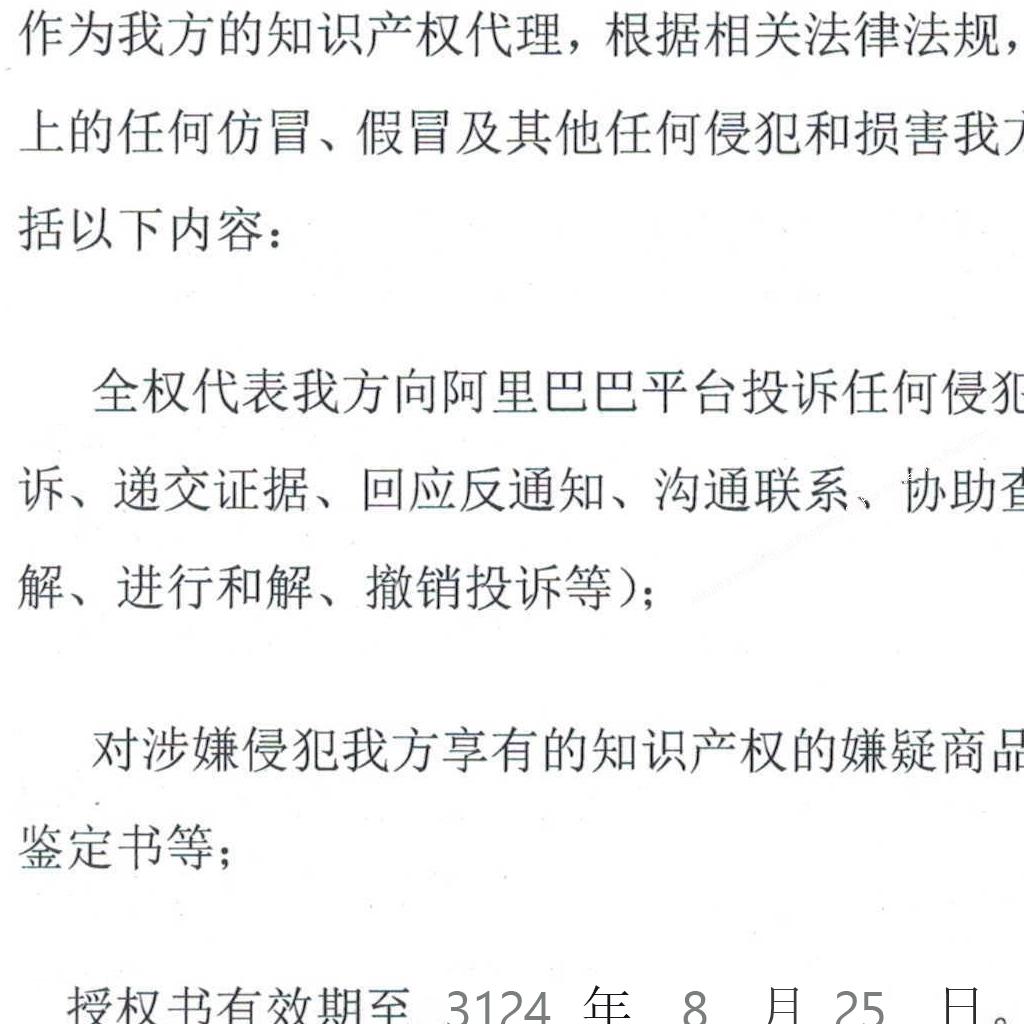 作为我方的知识产权代理，根据相关法律法规，
上的任何仿冒、假冒及其他任何侵犯和损害我方
括以下内容：
全权代表我方向阿里巴巴平台投诉任何侵犯
诉、递交证据、回应反通知、沟通联系、协助查
解、进行和解、撤销投诉等）；
对涉嫌侵犯我方享有的知识产权的嫌疑商品
鉴定书等；
授权书有效期至 3124 年 8 月 25 日。